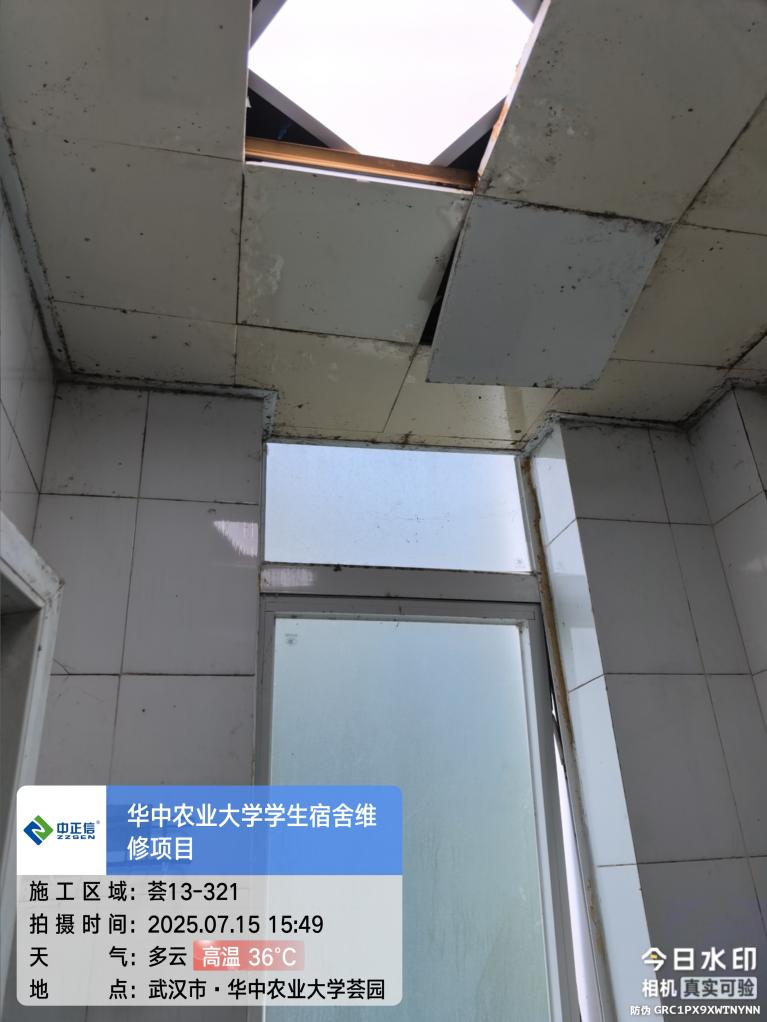 中正信®
ZZGEN
华中农业大学学生宿舍维
修项目
施工区域：荟13-321
拍摄时间：2025.07.15 15:49
天气：多云 高温 36°C
地点：武汉市·华中农业大学荟园
今日水印
相机 真实可验
防伪 GRC1PX9XWTNYNN